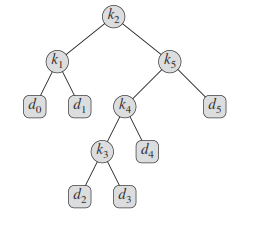 k₂
k₁ k₅
d₀ d₁ k₄ d₅
k₃ d₄
d₂ d₃